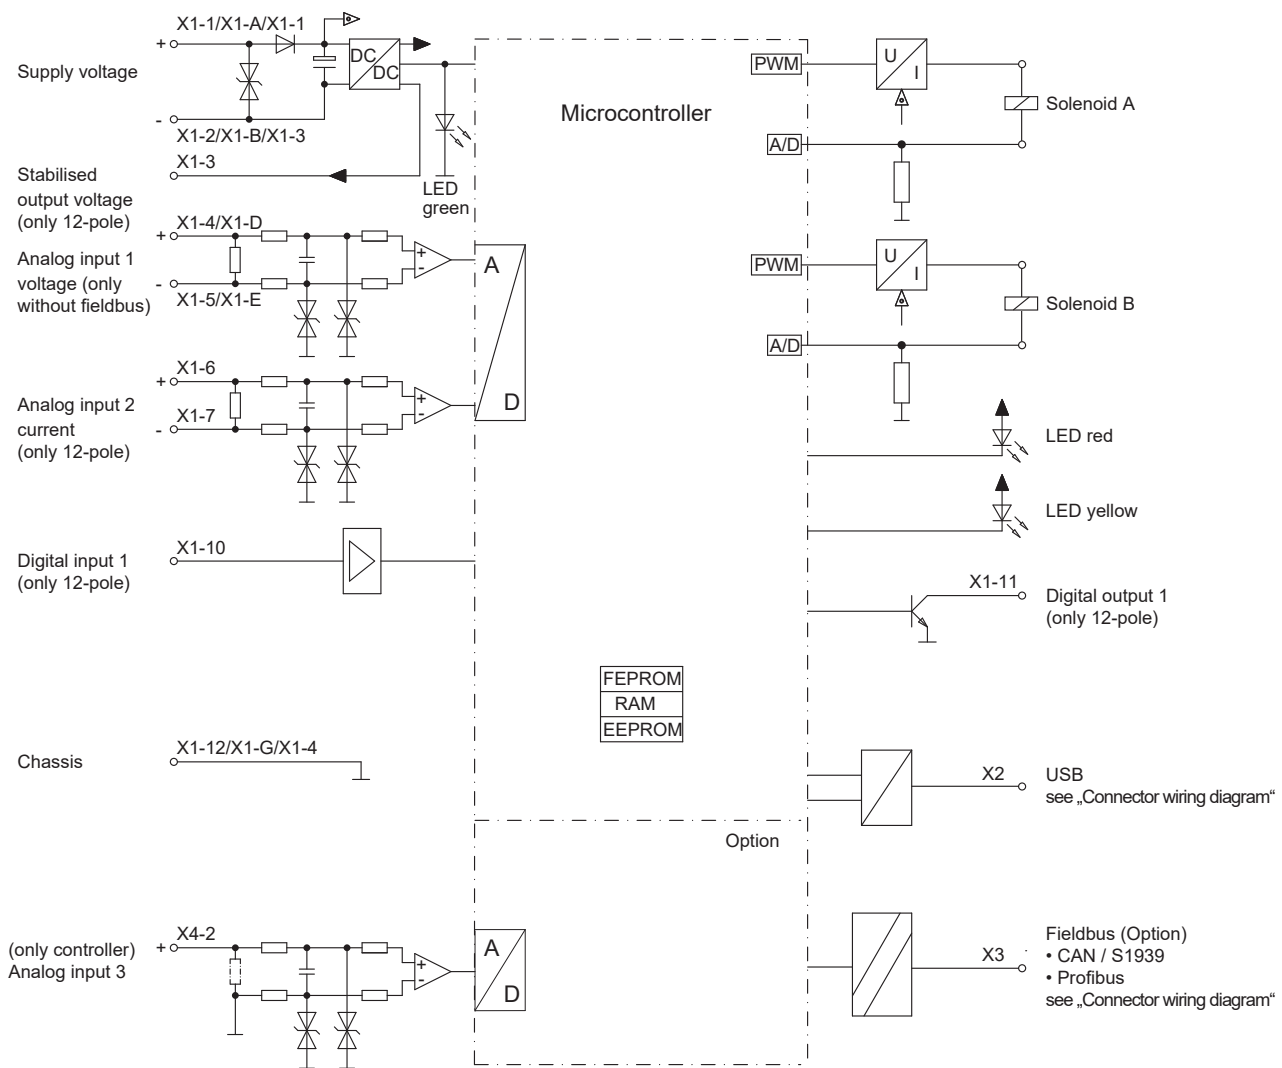 X1-1/X1-A/X1-1
+
Supply voltage
DC
DC
-
X1-2/X1-B/X1-3
X1-3
Stabilised
output voltage
(only 12-pole)
LED
green
X1-4/X1-D
+
Analog input 1
voltage (only
without fieldbus)
-
X1-5/X1-E
+
-
A
D
X1-6
+
Analog input 2
current
(only 12-pole)
X1-7
-
+
-
Digital input 1
(only 12-pole)
X1-10
Chassis
X1-12/X1-G/X1-4
(only controller)
Analog input 3
+
X4-2
+
-
A
D
Microcontroller
FEPROM
RAM
EEPROM
Option
PWM
U
I
Solenoid A
A/D
PWM
U
I
Solenoid B
A/D
LED red
LED yellow
X1-11
Digital output 1
(only 12-pole)
X2
USB
see „Connector wiring diagram“
X3
Fieldbus (Option)
• CAN / S1939
• Profibus
see „Connector wiring diagram“